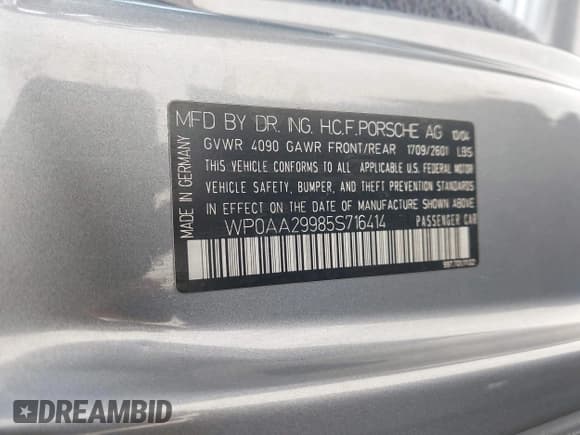 MADE IN GERMANY
MFD BY DR. ING. H.C.F. PORSCHE AG 10/04
GVWR 4090 GAWR FRONT/REAR 1709/2601 LBS
THIS VEHICLE CONFORMS TO ALL APPLICABLE FEDERAL MOTOR
VEHICLE SAFETY, BUMPER, AND THEFT PREVENTION STANDARDS
IN EFFECT ON THE DATE OF MANUFACTURE SHOWN ABOVE
WP0AA29985S716414 PASSENGER CAR
DREAMBID